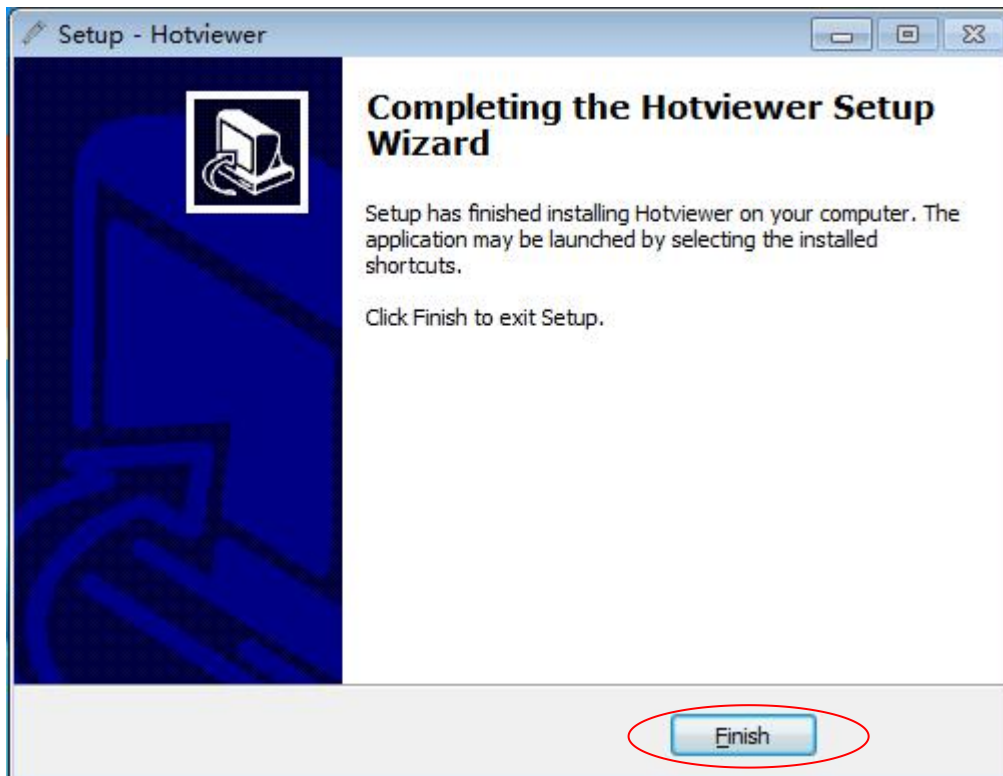 Setup - Hotviewer
Completing the Hotviewer Setup
Wizard
Setup has finished installing Hotviewer on your computer. The
application may be launched by selecting the installed
shortcuts.
Click Finish to exit Setup.
Finish